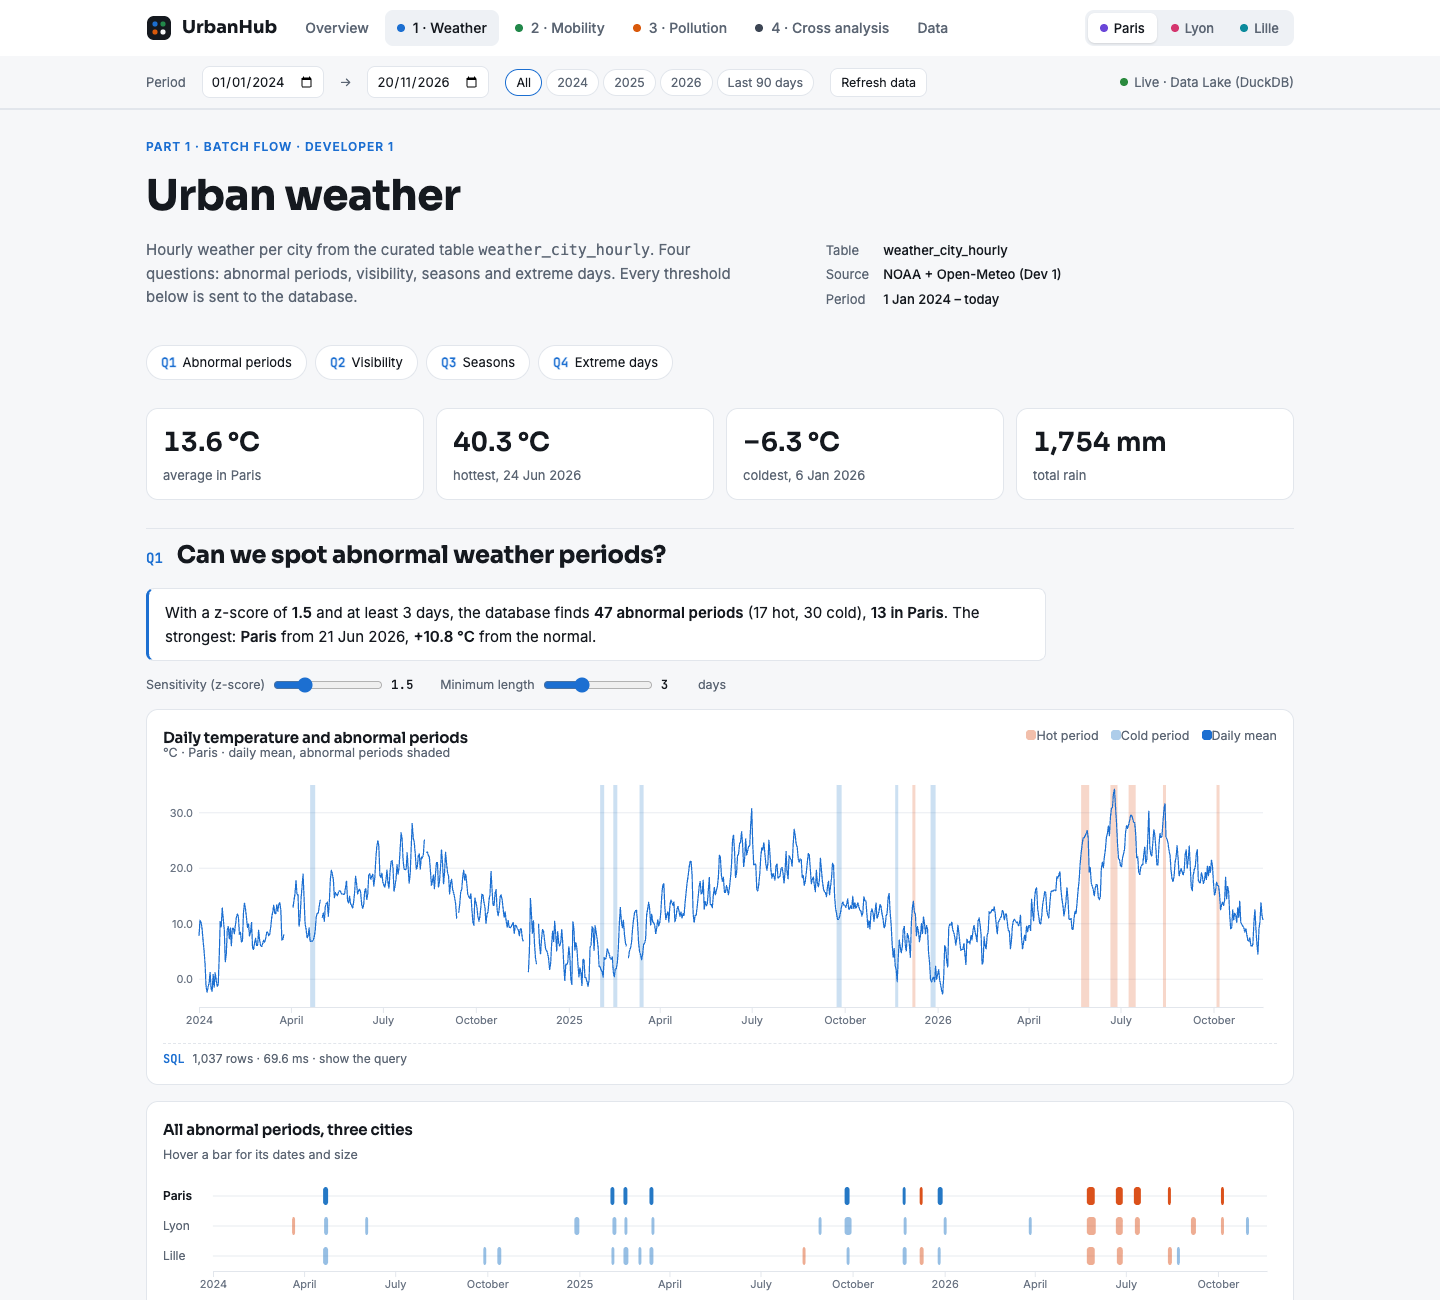 UrbanHub Overview 1 · Weather 2 · Mobility 3 · Pollution 4 · Cross analysis Data Paris Lyon Lille
Period 01/01/2024 → 20/11/2026 All 2024 2025 2026 Last 90 days Refresh data Live · Data Lake (DuckDB)
PART 1 · BATCH FLOW · DEVELOPER 1
Urban weather
Hourly weather per city from the curated table weather_city_hourly. Four
questions: abnormal periods, visibility, seasons and extreme days. Every threshold
below is sent to the database.
Table weather_city_hourly
Source NOAA + Open-Meteo (Dev 1)
Period 1 Jan 2024 – today
Q1 Abnormal periods Q2 Visibility Q3 Seasons Q4 Extreme days
13.6 °C
average in Paris
40.3 °C
hottest, 24 Jun 2026
−6.3 °C
coldest, 6 Jan 2026
1,754 mm
total rain
Q1 Can we spot abnormal weather periods?
With a z-score of 1.5 and at least 3 days, the database finds 47 abnormal periods (17 hot, 30 cold), 13 in Paris. The
strongest: Paris from 21 Jun 2026, +10.8 °C from the normal.
Sensitivity (z-score) 1.5 Minimum length 3 days
Daily temperature and abnormal periods
°C · Paris · daily mean, abnormal periods shaded
Hot period Cold period Daily mean
30.0
20.0
10.0
0.0
2024 April July October 2025 April July October 2026 April July October
SQL 1,037 rows · 69.6 ms · show the query
All abnormal periods, three cities
Hover a bar for its dates and size
Paris
Lyon
Lille
2024 April July October 2025 April July October 2026 April July October